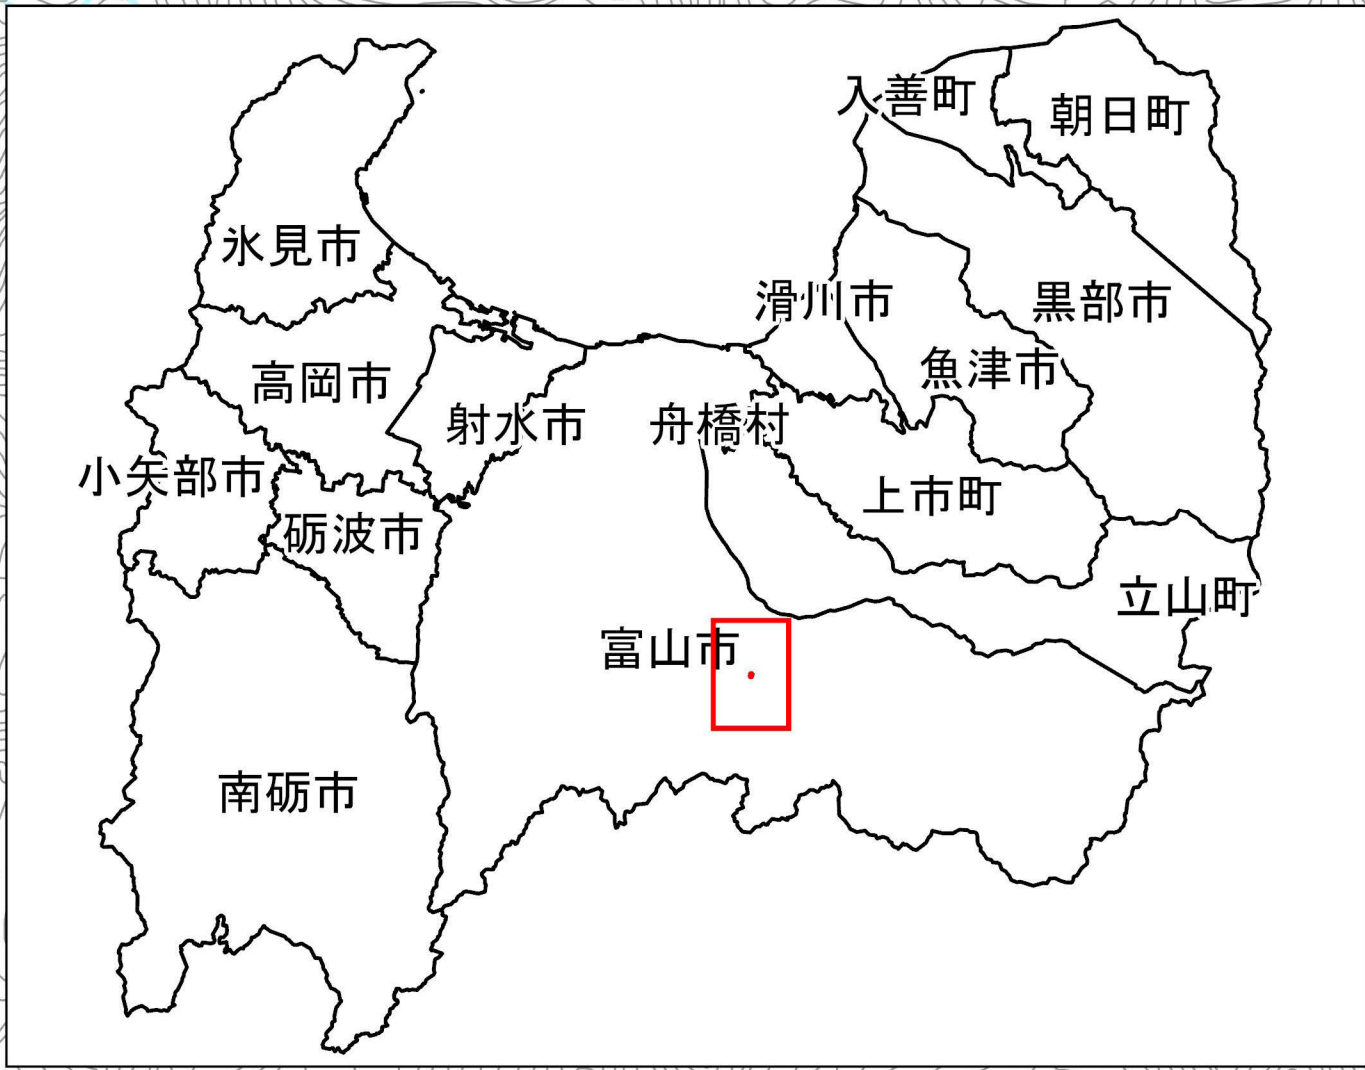 入善町
朝日町
氷見市
滑川市
黒部市
魚津市
高岡市
射水市
舟橋村
小矢部市
上市町
砺波市
立山町
富山市
南砺市